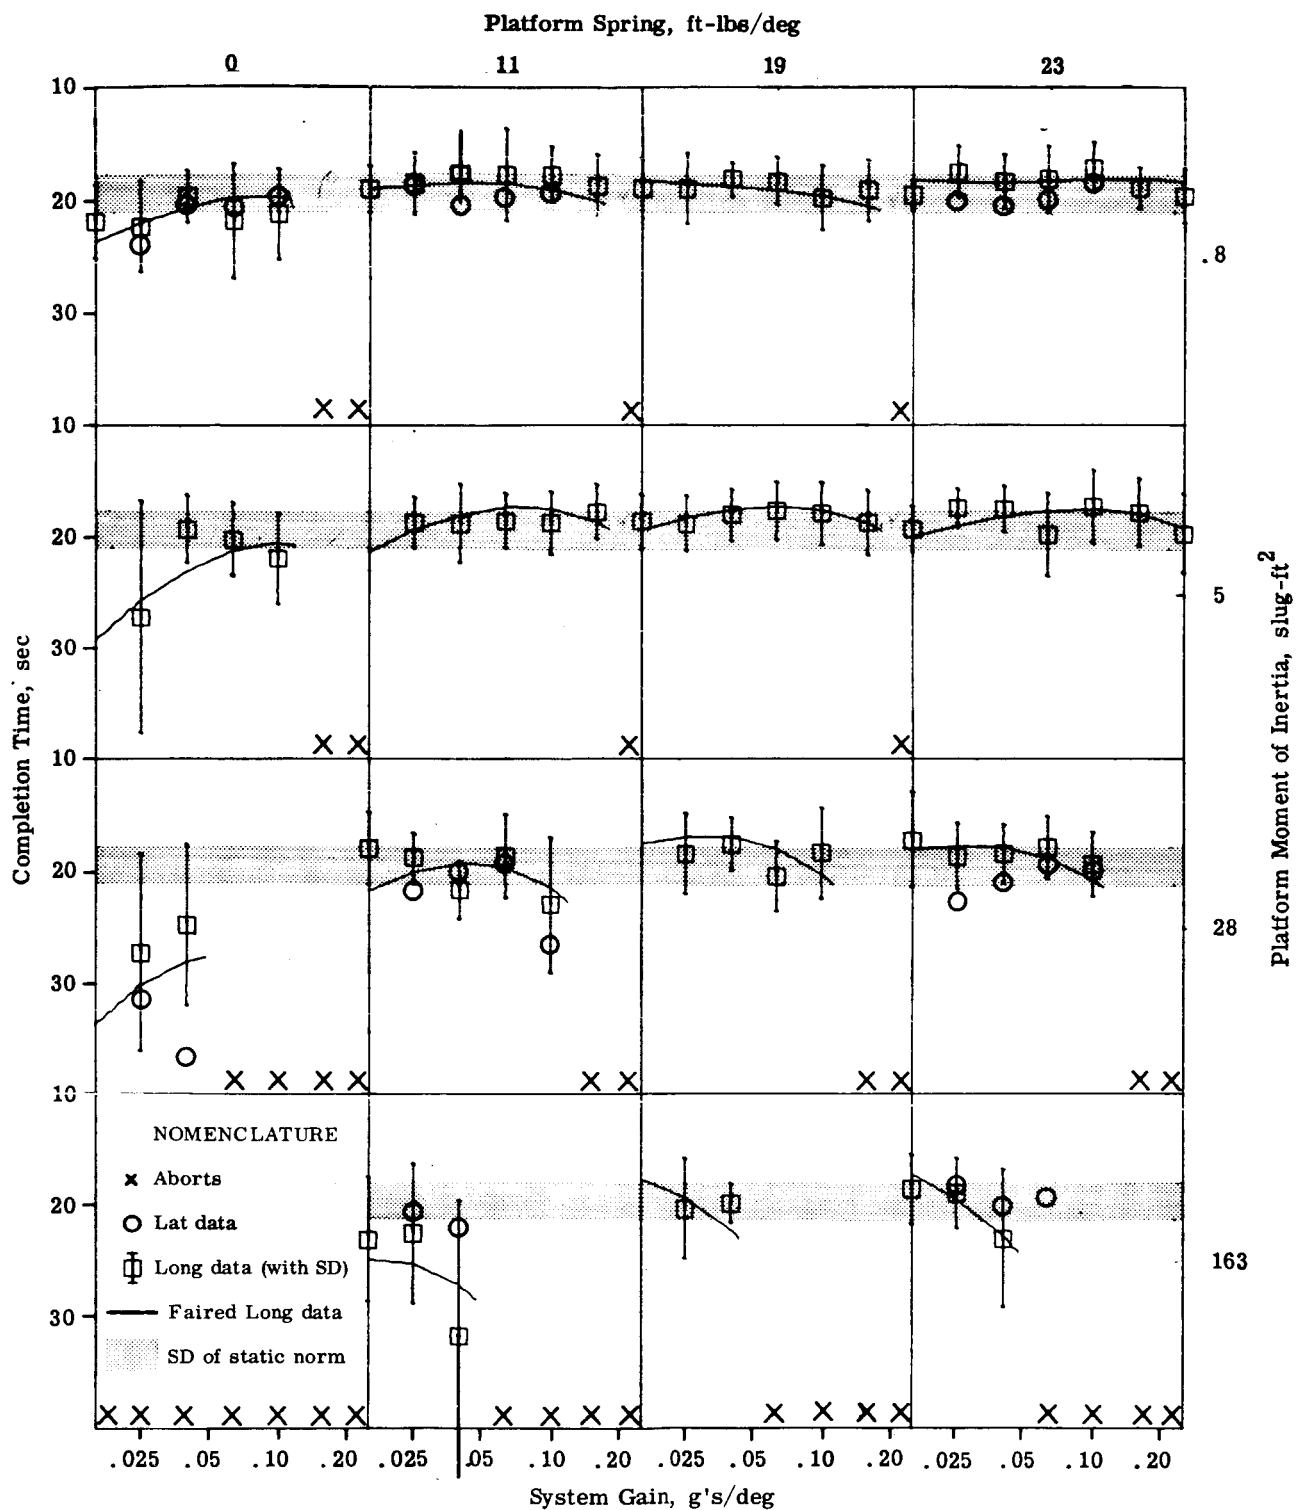 Platform Spring, ft-lbs/deg
0 11 19 23
10
20
30
.8
10
20
30
5
10
20
30
28
10
20
30
163
Completion Time, sec
Platform Moment of Inertia, slug-ft2
NOMENCLATURE
Aborts
Lat data
Long data (with SD)
Faired Long data
SD of static norm
.025 .05 .10 .20 .025 .05 .10 .20 .025 .05 .10 .20 .025 .05 .10 .20
System Gain, g's/deg